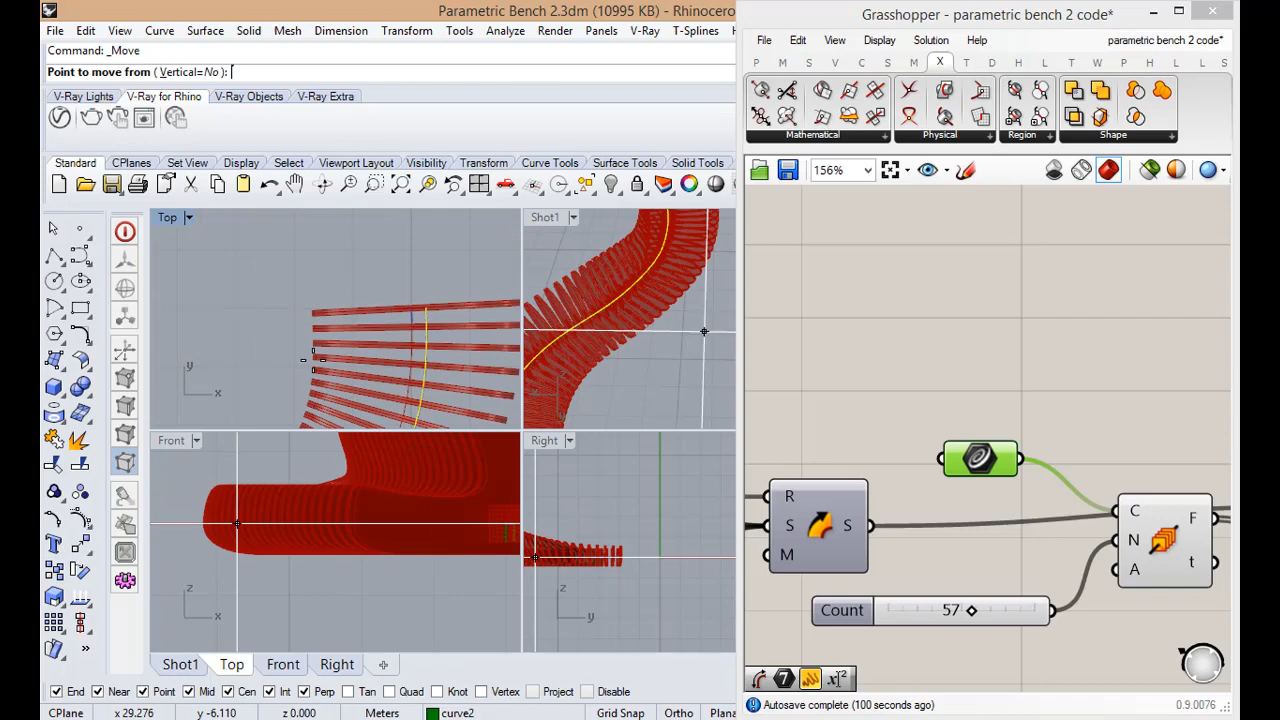 Parametric Bench 2.3dm (10995 KB) - Rhinocero
File Edit View Curve Surface Solid Mesh Dimension Transform Tools Analyze Render Panels V-Ray T-Splines
Command: _Move
Point to move from ( Vertical=No ):
V-Ray Lights V-Ray for Rhino V-Ray Objects V-Ray Extra
Standard CPlanes Set View Display Select Viewport Layout Visibility Transform Curve Tools Surface Tools Solid Tools
Top
Shot1
y
x
z
Front
Right
z
x
z
y
Shot1 Top Front Right
End Near Point Mid Cen Int Perp Tan Quad Knot Vertex Project Disable
CPlane x 29.276 y -6.110 z 0.000 Meters curve2 Grid Snap Ortho Plana
Grasshopper - parametric bench 2 code*
File Edit View Display Solution Help parametric bench 2 code*
P M S V C S M X T D H L T W P H L S
Mathematical Physical Region Shape
156%
R
S
M
S
C
N
A
F
t
Count 57
7
x²
Autosave complete (100 seconds ago)
0.9.0076